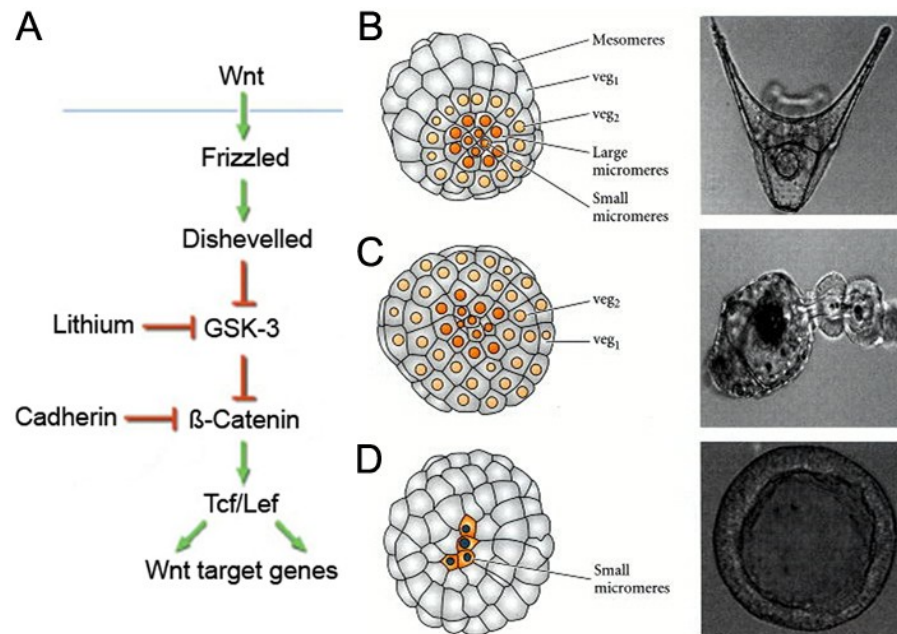 A
Wnt
Frizzled
Dishevelled
Lithium
GSK-3
Cadherin
ß-Catenin
Tcf/Lef
Wnt target genes
B
Mesomeres
veg₁
veg₂
Large
micromeres
Small
micromeres
C
veg₂
veg₁
D
Small
micromeres